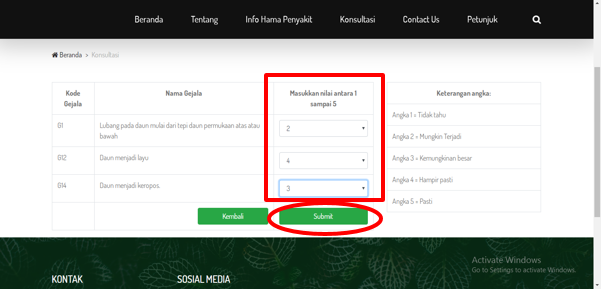 Beranda Tentang Info Hama Penyakit Konsultasi Contact Us Petunjuk
Beranda > Konsultasi
Kode Gejala Nama Gejala Masukkan nilai antara 1 sampai 5
G1 Lubang pada daun mulai dari tepi daun permukaan atas atau bawah 2
G12 Daun menjadi layu 4
G14 Daun menjadi keropos. 3
Kembali Submit
Keterangan angka:
Angka 1 = Tidak tahu
Angka 2 = Mungkin Terjadi
Angka 3 = Kemungkinan besar
Angka 4 = Hampir pasti
Angka 5 = Pasti
KONTAK SOSIAL MEDIA
Activate Windows
Go to Settings to activate Windows.